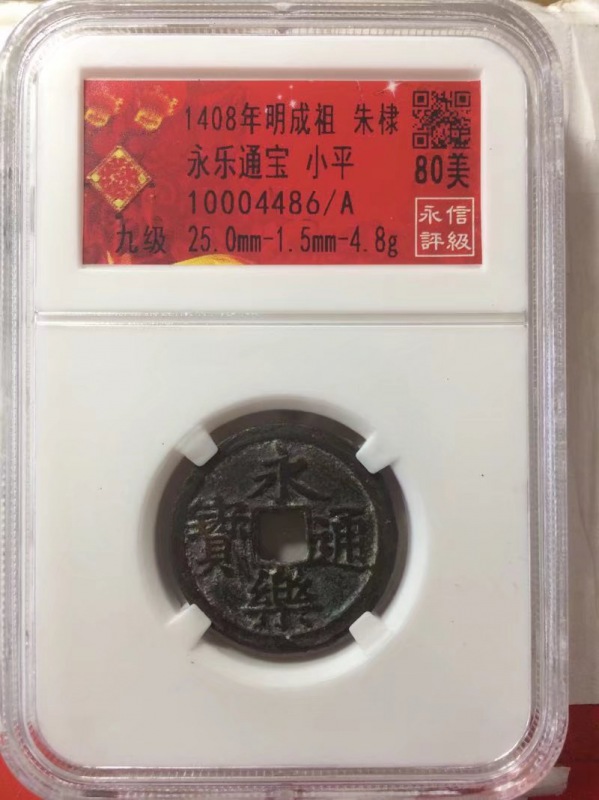 1408年明成祖 朱棣
永乐通宝 小平
80美
10004486/A
九级 25.0mm-1.5mm-4.8g
永信
評級
永
寶 通
樂